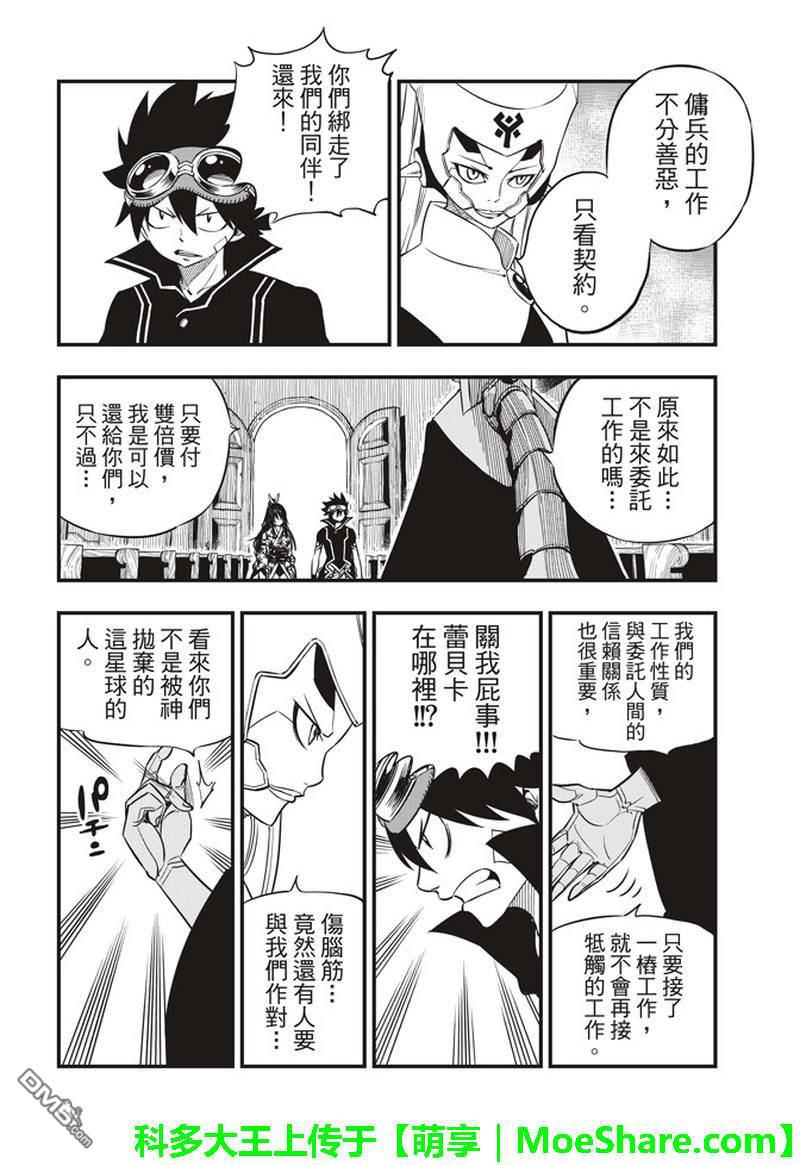 傭兵的工作
不分善惡，
只看契約。
你們綁走了
我們的同伴！
還來！
原來如此…
不是來委託
工作的嗎…
只要付
雙倍價，
我是可以
還給你們，
只不過…
我們的
工作性質，
與委託人間的
信賴關係
也很重要，
只要接了
一樁工作，
就不會再接
牴觸的工作。
關我屁事!!!
蕾貝卡
在哪裡!!?
傷腦筋…
竟然還有人要
與我們作對…
看來你們
不是被神
拋棄的
這星球的
人。
パチン
DM5.com
科多大王上传于【萌享｜MoeShare.com】